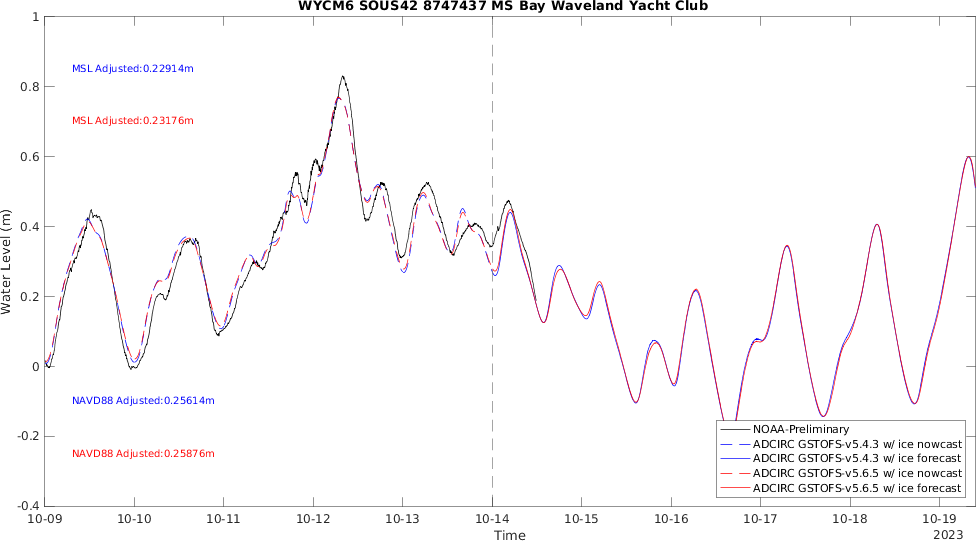 WYCM6 SOUS42 8747437 MS Bay Waveland Yacht Club
1
0.8
0.6
0.4
0.2
0
-0.2
-0.4
Water Level (m)
MSL Adjusted:0.22914m
MSL Adjusted:0.23176m
NAVD88 Adjusted:0.25614m
NAVD88 Adjusted:0.25876m
NOAA-Preliminary
ADCIRC GSTOFS-v5.4.3 w/ ice nowcast
ADCIRC GSTOFS-v5.4.3 w/ ice forecast
ADCIRC GSTOFS-v5.6.5 w/ ice nowcast
ADCIRC GSTOFS-v5.6.5 w/ ice forecast
10-09 10-10 10-11 10-12 10-13 10-14 10-15 10-16 10-17 10-18 10-19
Time
2023